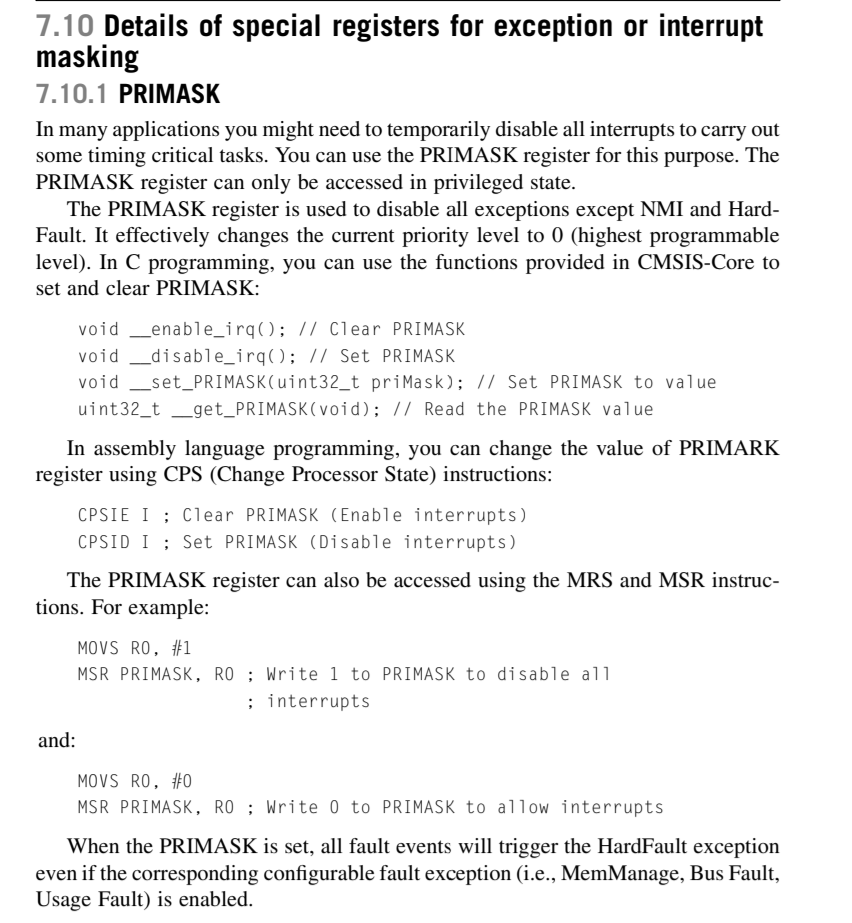 7.10 Details of special registers for exception or interrupt
masking
7.10.1 PRIMASK
In many applications you might need to temporarily disable all interrupts to carry out
some timing critical tasks. You can use the PRIMASK register for this purpose. The
PRIMASK register can only be accessed in privileged state.
The PRIMASK register is used to disable all exceptions except NMI and Hard-
Fault. It effectively changes the current priority level to 0 (highest programmable
level). In C programming, you can use the functions provided in CMSIS-Core to
set and clear PRIMASK:
void __enable_irq(); // Clear PRIMASK
void __disable_irq(); // Set PRIMASK
void __set_PRIMASK(uint32_t priMask); // Set PRIMASK to value
uint32_t __get_PRIMASK(void); // Read the PRIMASK value
In assembly language programming, you can change the value of PRIMARK
register using CPS (Change Processor State) instructions:
CPSIE I ; Clear PRIMASK (Enable interrupts)
CPSID I ; Set PRIMASK (Disable interrupts)
The PRIMASK register can also be accessed using the MRS and MSR instruc-
tions. For example:
MOVS R0, #1
MSR PRIMASK, R0 ; Write 1 to PRIMASK to disable all
; interrupts
and:
MOVS R0, #0
MSR PRIMASK, R0 ; Write 0 to PRIMASK to allow interrupts
When the PRIMASK is set, all fault events will trigger the HardFault exception
even if the corresponding configurable fault exception (i.e., MemManage, Bus Fault,
Usage Fault) is enabled.